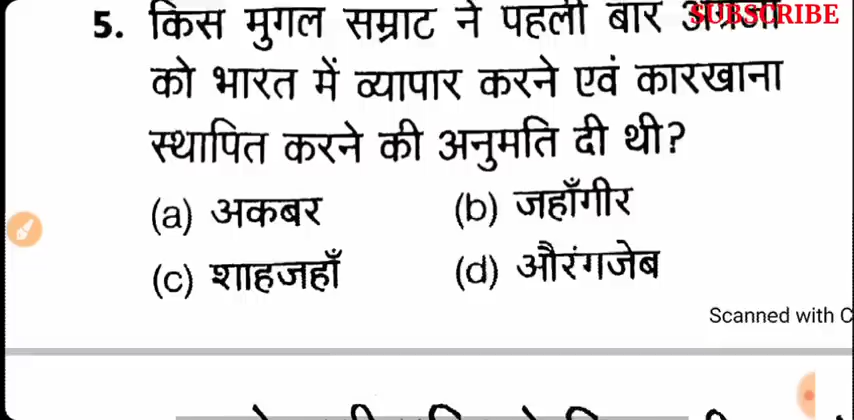 5. किस मुगल सम्राट ने पहली बार
SUBSCRIBE
को भारत में व्यापार करने एवं कारखाना
स्थापित करने की अनुमति दी थी?
(a) अकबर (b) जहाँगीर
(c) शाहजहाँ (d) औरंगजेब
Scanned with